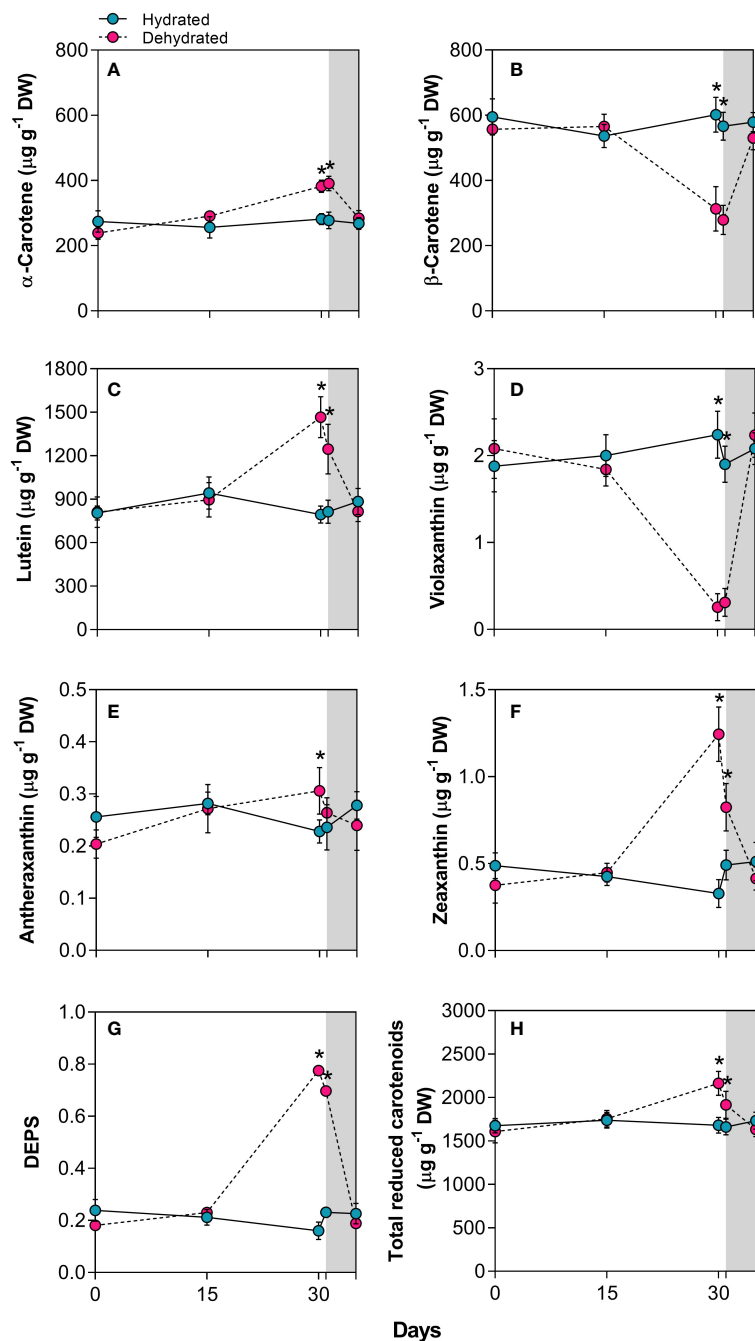 Hydrated
Dehydrated
A
α-Carotene (μg g-1 DW)
800
600
400
200
0
* *
B
β-Carotene (μg g-1 DW)
800
600
400
200
0
* *
C
Lutein (μg g-1 DW)
1800
1500
1200
900
600
300
0
* *
D
Violaxanthin (μg g-1 DW)
3
2
1
0
* *
E
Antheraxanthin (μg g-1 DW)
0.5
0.4
0.3
0.2
0.1
0.0
*
F
Zeaxanthin (μg g-1 DW)
1.5
1.0
0.5
0.0
* *
G
DEPS
1.0
0.8
0.6
0.4
0.2
0.0
* *
0 15 30
H
Total reduced carotenoids
(μg g-1 DW)
3000
2500
2000
1500
1000
500
0
* *
0 15 30
Days